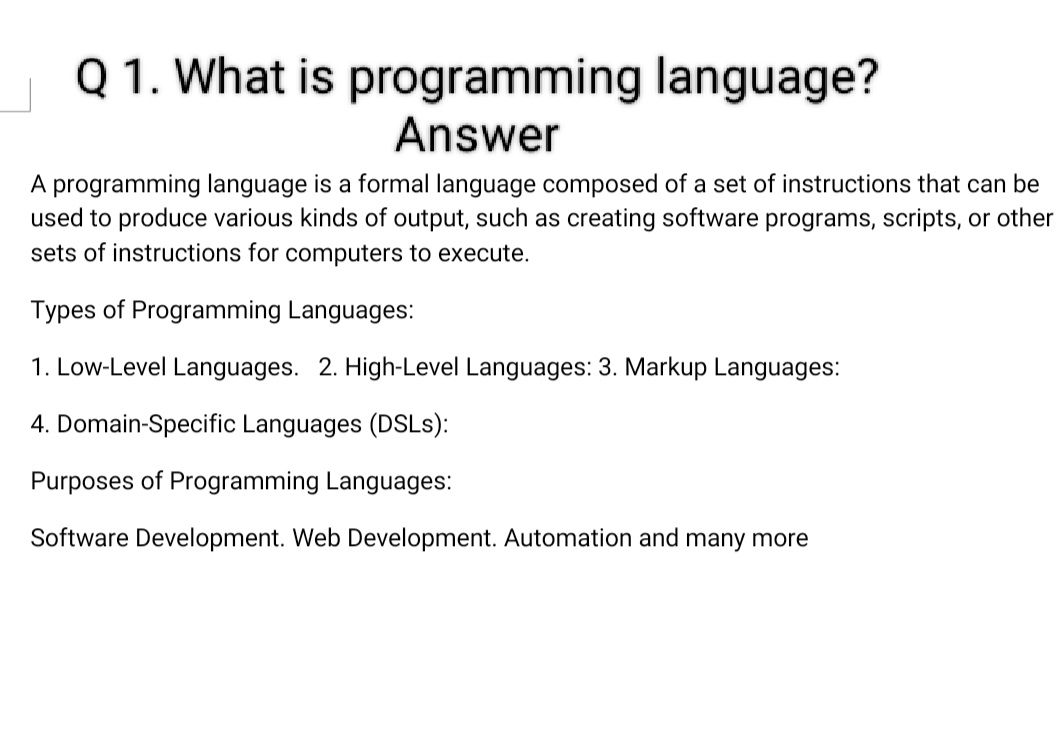 Q 1. What is programming language?
Answer
A programming language is a formal language composed of a set of instructions that can be
used to produce various kinds of output, such as creating software programs, scripts, or other
sets of instructions for computers to execute.
Types of Programming Languages:
1. Low-Level Languages. 2. High-Level Languages: 3. Markup Languages:
4. Domain-Specific Languages (DSLs):
Purposes of Programming Languages:
Software Development. Web Development. Automation and many more